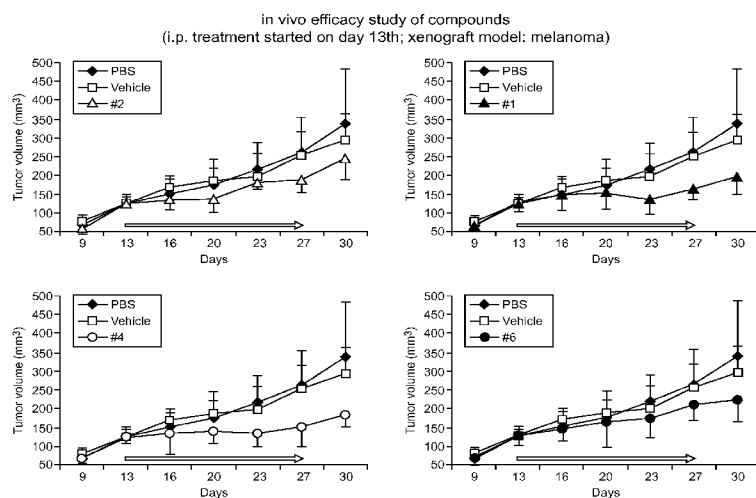 in vivo efficacy study of compounds
(i.p. treatment started on day 13th; xenograft model: melanoma)
Tumor volume (mm³)
500
450
400
350
300
250
200
150
100
50
PBS
Vehicle
#2
9 13 16 20 23 27 30
Days
Tumor volume (mm³)
500
450
400
350
300
250
200
150
100
50
PBS
Vehicle
#1
9 13 16 20 23 27 30
Days
Tumor volume (mm³)
500
450
400
350
300
250
200
150
100
50
PBS
Vehicle
#4
9 13 16 20 23 27 30
Days
Tumor volume (mm³)
500
450
400
350
300
250
200
150
100
50
PBS
Vehicle
#6
9 13 16 20 23 27 30
Days